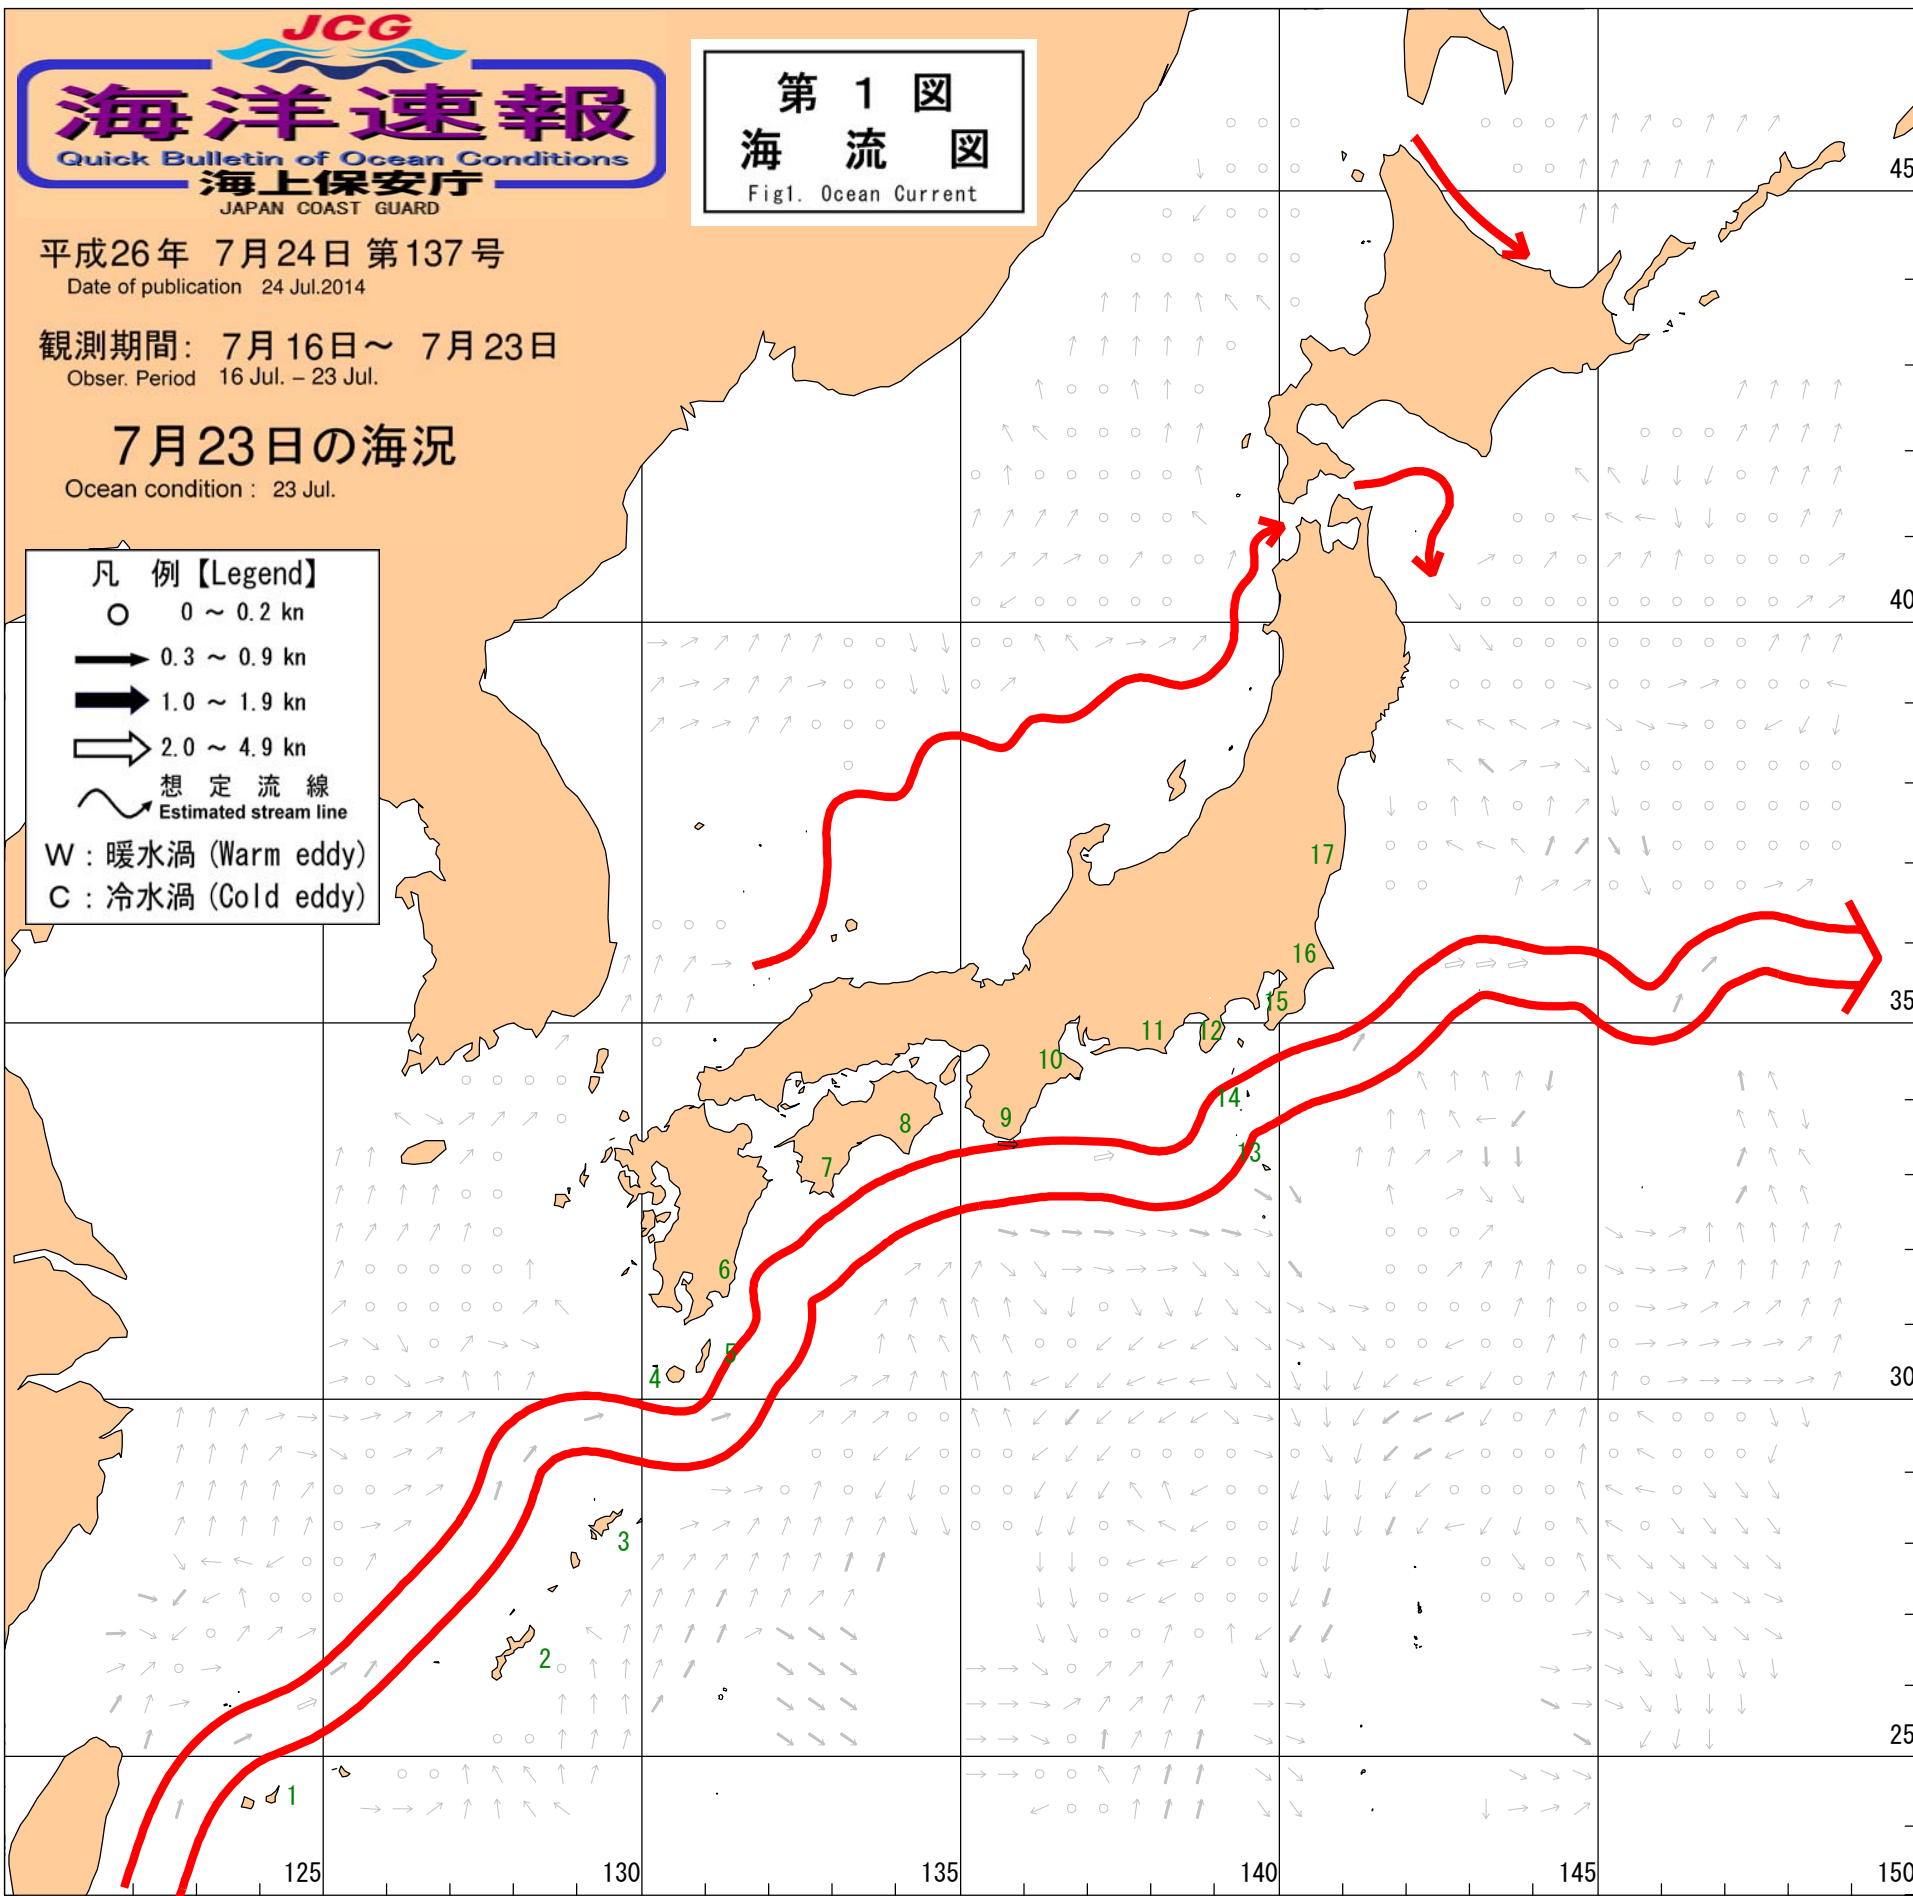 JCG
海洋速報
Quick Bulletin of Ocean Conditions
海上保安庁
JAPAN COAST GUARD
第 1 図
海 流 図
Fig1. Ocean Current
平成26年 7月24日 第137号
Date of publication 24 Jul.2014
観測期間: 7月16日～ 7月23日
Obser. Period 16 Jul. – 23 Jul.
7月23日の海況
Ocean condition : 23 Jul.
凡 例【Legend】
0 ～ 0.2 kn
0.3 ～ 0.9 kn
1.0 ～ 1.9 kn
2.0 ～ 4.9 kn
想 定 流 線
Estimated stream line
W : 暖水渦 (Warm eddy)
C : 冷水渦 (Cold eddy)
45
40
35
30
25
17
16
15
12
11
10
14
9
8
13
7
6
5
4
3
2
1
125
130
135
140
145
150